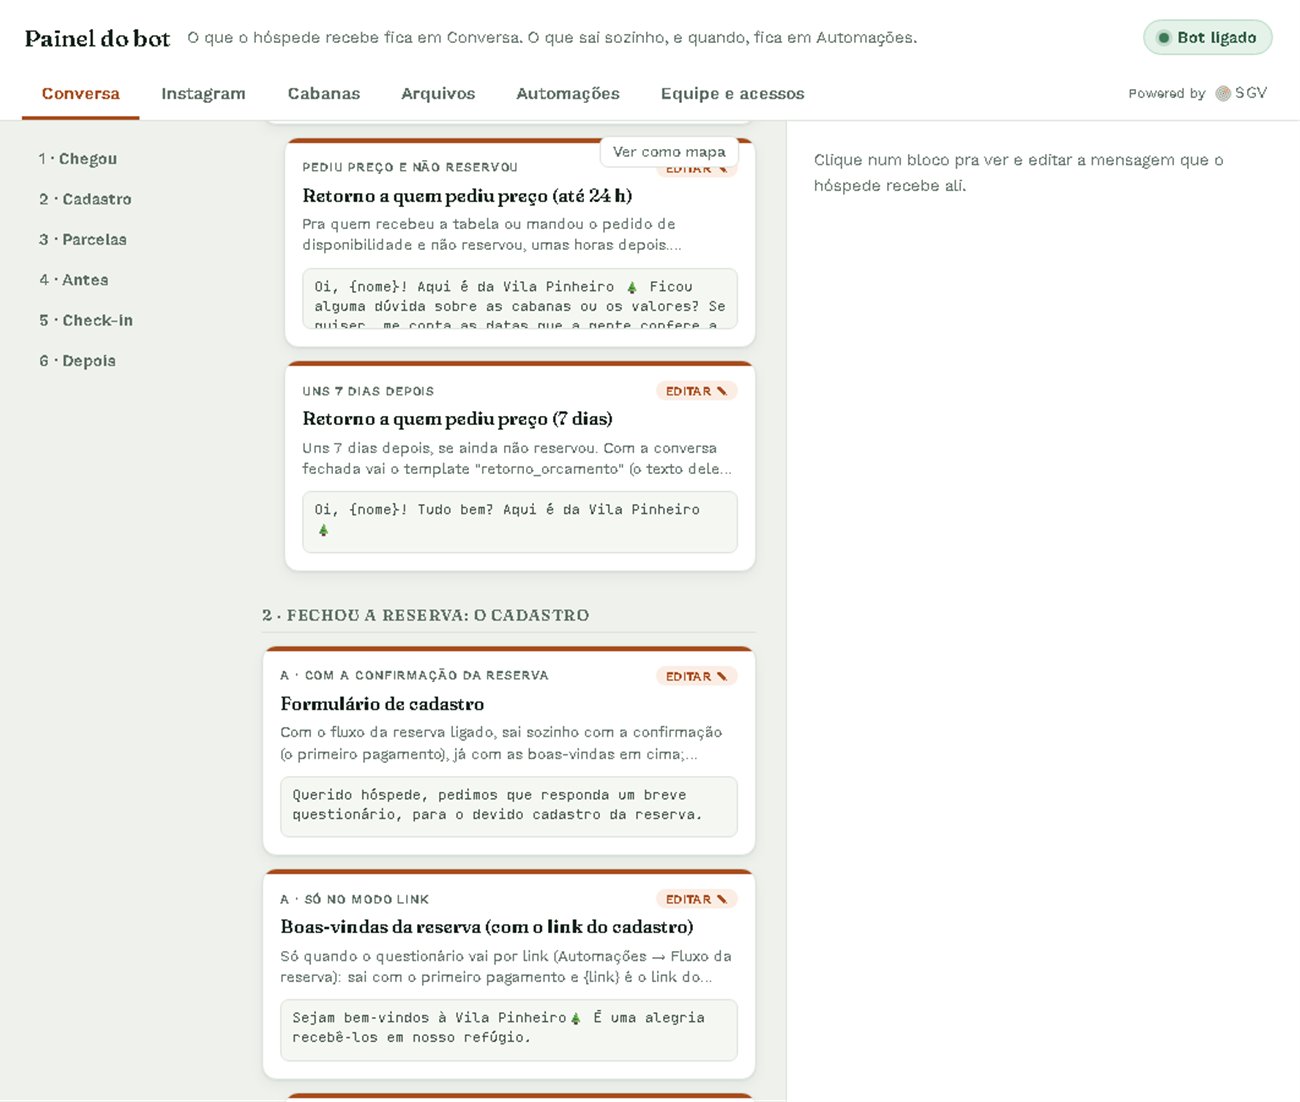 Painel do bot
O que o hóspede recebe fica em Conversa. O que sai sozinho, e quando, fica em Automações.
Bot ligado
Conversa
Instagram
Cabanas
Arquivos
Automações
Equipe e acessos
Powered by SGV
1 · Chegou
2 · Cadastro
3 · Parcelas
4 · Antes
5 · Check-in
6 · Depois
Ver como mapa
PEDIU PREÇO E NÃO RESERVOU
EDITAR
Retorno a quem pediu preço (até 24 h)
Pra quem recebeu a tabela ou mandou o pedido de
disponibilidade e não reservou, umas horas depois....
Oi, {nome}! Aqui é da Vila Pinheiro 🌲 Ficou
alguma dúvida sobre as cabanas ou os valores? Se
quiser, me conta as datas que a gente confere a
UNS 7 DIAS DEPOIS
EDITAR
Retorno a quem pediu preço (7 dias)
Uns 7 dias depois, se ainda não reservou. Com a conversa
fechada vai o template "retorno_orcamento" (o texto dele...
Oi, {nome}! Tudo bem? Aqui é da Vila Pinheiro
🌲
2 · FECHOU A RESERVA: O CADASTRO
A · COM A CONFIRMAÇÃO DA RESERVA
EDITAR
Formulário de cadastro
Com o fluxo da reserva ligado, sai sozinho com a confirmação
(o primeiro pagamento), já com as boas-vindas em cima;...
Querido hóspede, pedimos que responda um breve
questionário, para o devido cadastro da reserva.
A · SÓ NO MODO LINK
EDITAR
Boas-vindas da reserva (com o link do cadastro)
Só quando o questionário vai por link (Automações → Fluxo da
reserva): sai com o primeiro pagamento e {link} é o link do...
Sejam bem-vindos à Vila Pinheiro🌲 É uma alegria
recebê-los em nosso refúgio.
Clique num bloco pra ver e editar a mensagem que o
hóspede recebe ali.